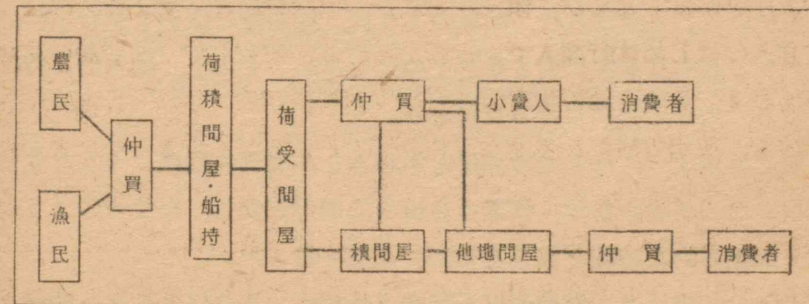 農民
漁民
仲買
荷積問屋・船持
荷受問屋
仲買
小賣人
消費者
積問屋
他地問屋
仲買
消費者